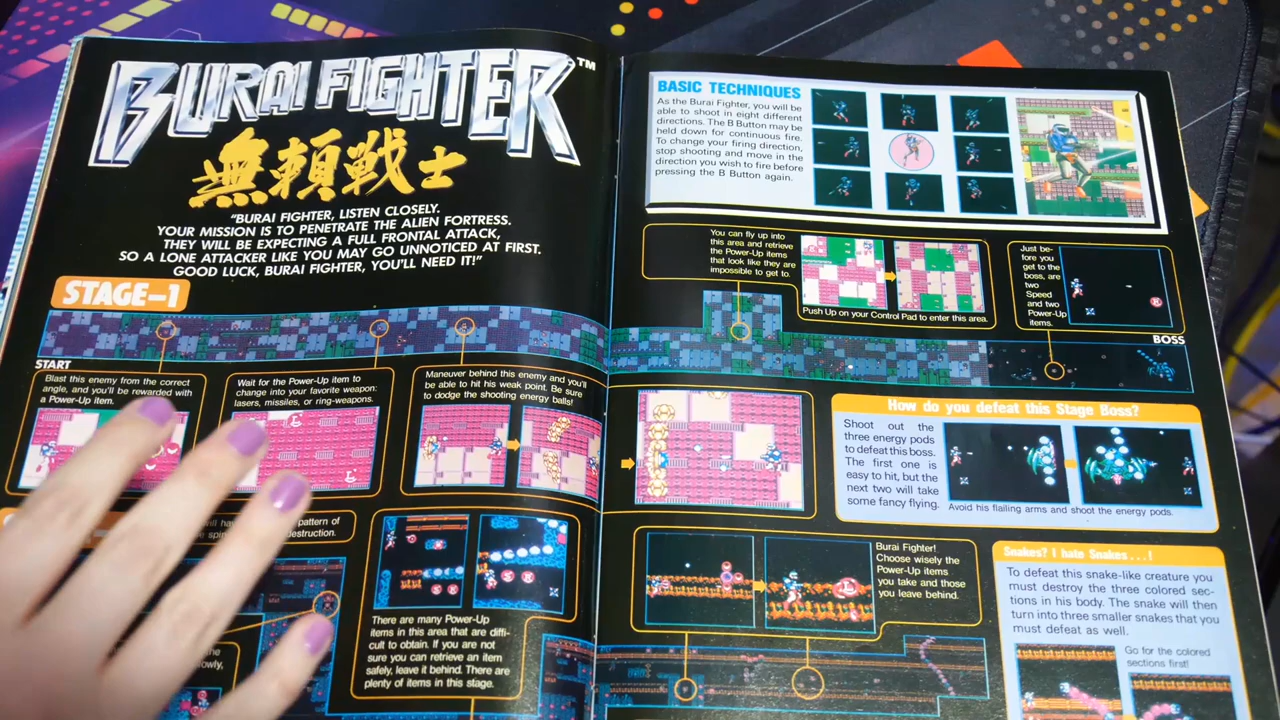 BURAI FIGHTER™
無頼戦士
"BURAI FIGHTER, LISTEN CLOSELY.
YOUR MISSION IS TO PENETRATE THE ALIEN FORTRESS.
THEY WILL BE EXPECTING A FULL FRONTAL ATTACK,
SO A LONE ATTACKER LIKE YOU MAY GO UNNOTICED AT FIRST.
GOOD LUCK, BURAI FIGHTER, YOU'LL NEED IT!"
STAGE-1
START
Blast this enemy from the correct
angle, and you'll be rewarded with
a Power-Up item.
Wait for the Power-Up item to
change into your favorite weapon:
lasers, missiles, or ring-weapons.
Maneuver behind this enemy and you'll
be able to hit his weak point. Be sure
to dodge the shooting energy balls!
will have
pattern of
destruction.
There are many Power-Up
items in this area that are diffi-
cult to obtain. If you are not
sure you can retrieve an item
safely, leave it behind. There are
plenty of items in this stage.
BASIC TECHNIQUES
As the Burai Fighter, you will be
able to shoot in eight different
directions. The B Button may be
held down for continuous fire.
To change your firing direction,
stop shooting and move in the
direction you wish to fire before
pressing the B Button again.
You can fly up into
this area and retrieve
the Power-Up items
that look like they are
impossible to get to.
Push Up on your Control Pad to enter this area.
Just be-
fore you
get to the
boss, are
two
Speed
and two
Power-Up
items.
BOSS
How do you defeat this Stage Boss?
Shoot out the
three energy pods
to defeat this boss.
The first one is
easy to hit, but the
next two will take
some fancy flying.
Avoid his flailing arms and shoot the energy pods.
Burai Fighter!
Choose wisely the
Power-Up items
you take and those
you leave behind.
Snakes? I hate Snakes...!
To defeat this snake-like creature you
must destroy the three colored sec-
tions in his body. The snake will then
turn into three smaller snakes that you
must defeat as well.
Go for the colored
sections first!